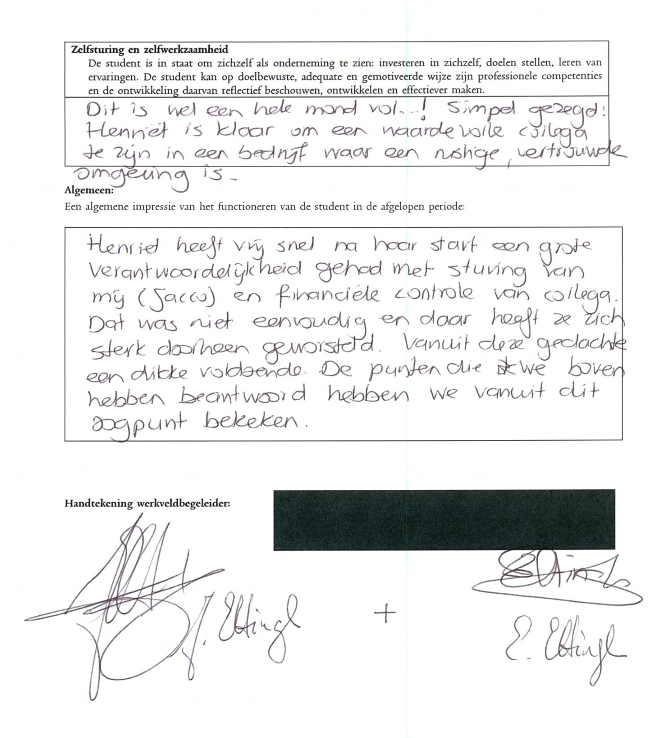 Zelfsturing en zelfwerkzaamheid
De student is in staat om zichzelf als onderneming te zien: investeren in zichzelf, doelen stellen, leren van
ervaringen. De student kan op doelbewuste, adequate en gemotiveerde wijze zijn professionele competenties
en de ontwikkeling daarvan reflectief beschouwen, ontwikkelen en effectiever maken.
Dit is wel een hele mond vol...! Simpel gezegd:
Henriët is klaar om een waardevolle collega
te zijn in een bedrijf waar een rustige, vertrouwde
omgeving is.
Algemeen:
Een algemene impressie van het functioneren van de student in de afgelopen periode:
Henriet heeft vrij snel na haar start een grote
verantwoordelijkheid gehad met sturing van
mij (Jacco) en financiële controle van collega.
Dat was niet eenvoudig en daar heeft ze zich
sterk doorheen geworsteld. Vanuit deze gedachte
een dikke voldoende. De punten die we boven
hebben beantwoord hebben we vanuit dit
oogpunt bekeken.
Handtekening werkveldbegeleider:
J. Ettingl + E. Ettingl